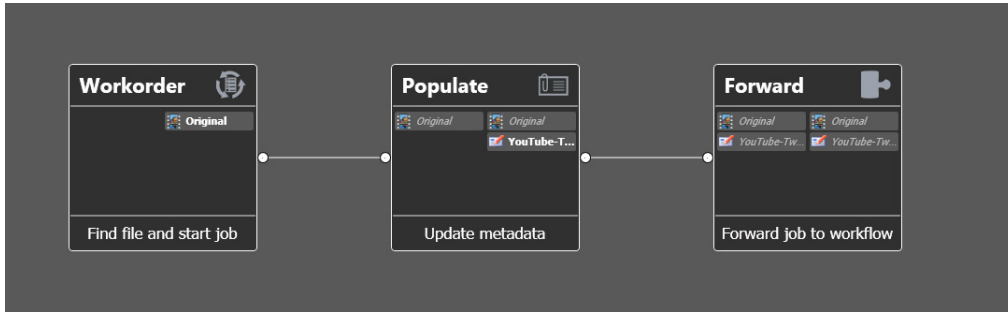 Workorder
Original
Find file and start job
Populate
Original Original
YouTube-T...
Update metadata
Forward
Original Original
YouTube-Tw... YouTube-Tw...
Forward job to workflow